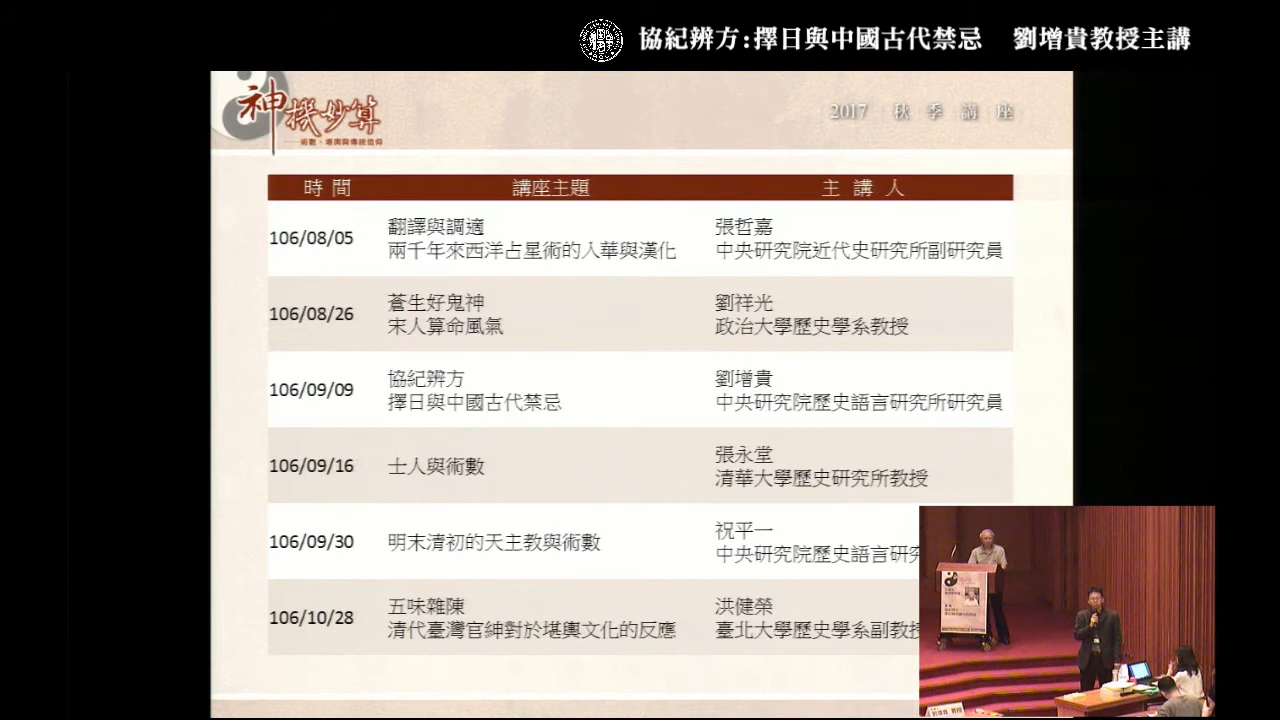 協紀辨方:擇日與中國古代禁忌 劉增貴教授主講
神機妙算
術數、堪輿與傳統信仰
2017 秋季講座
時 間 講座主題 主 講 人
106/08/05
翻譯與調適
兩千年來西洋占星術的入華與漢化
張哲嘉
中央研究院近代史研究所副研究員
106/08/26
蒼生好鬼神
宋人算命風氣
劉祥光
政治大學歷史學系教授
106/09/09
協紀辨方
擇日與中國古代禁忌
劉增貴
中央研究院歷史語言研究所研究員
106/09/16
士人與術數
張永堂
清華大學歷史研究所教授
106/09/30
明末清初的天主教與術數
祝平一
中央研究院歷史語言研究
106/10/28
五味雜陳
清代臺灣官紳對於堪輿文化的反應
洪健榮
臺北大學歷史學系副教授